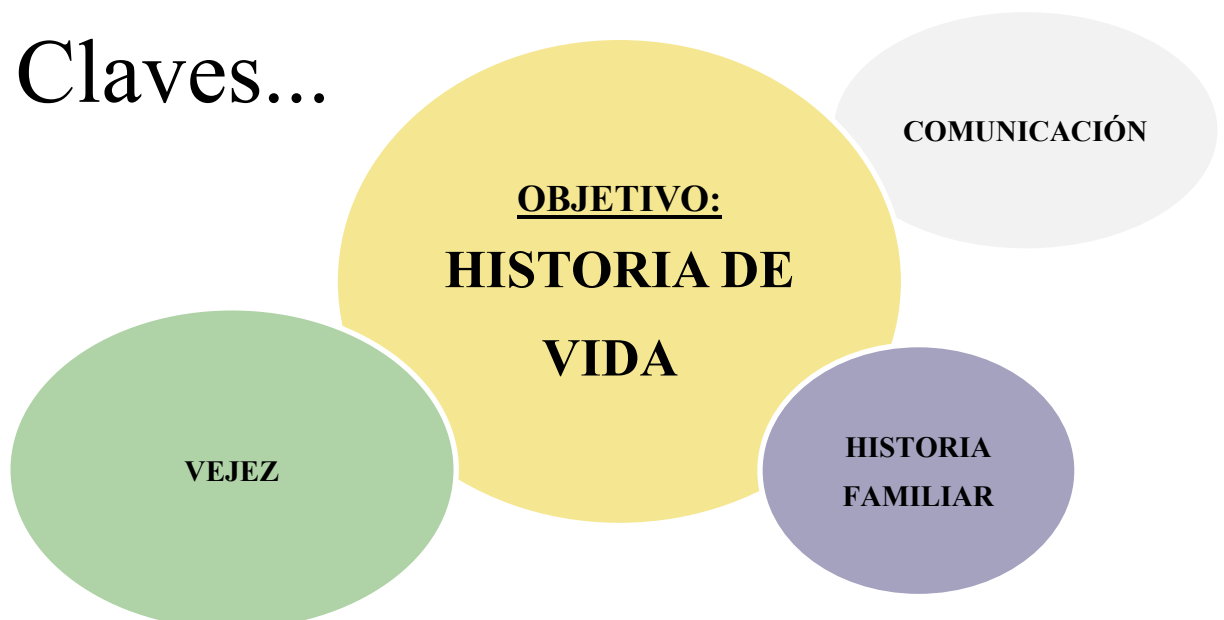 Claves...
COMUNICACIÓN
OBJETIVO:
HISTORIA DE
VIDA
VEJEZ
HISTORIA
FAMILIAR